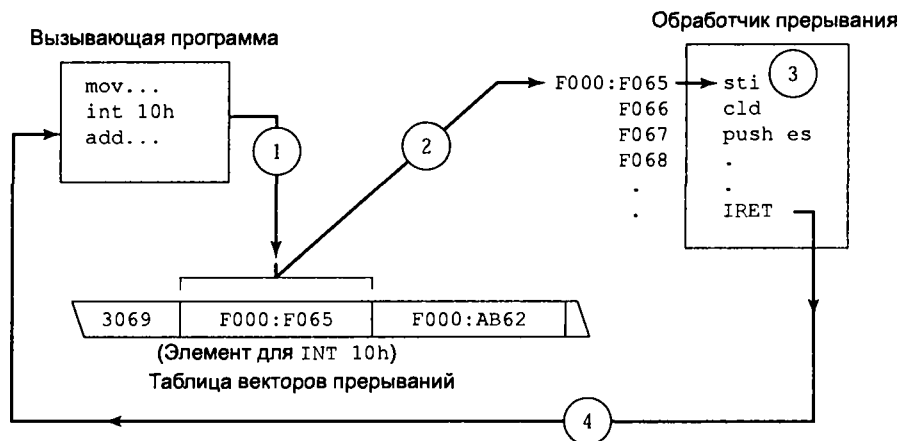 Вызывающая программа
mov...
int 10h
add...
1
2
Обработчик прерывания
3
F000:F065
sti
F066
cld
F067
push es
F068
.
.
.
.
IRET
3069
F000:F065
F000:AB62
(Элемент для INT 10h)
Таблица векторов прерываний
4